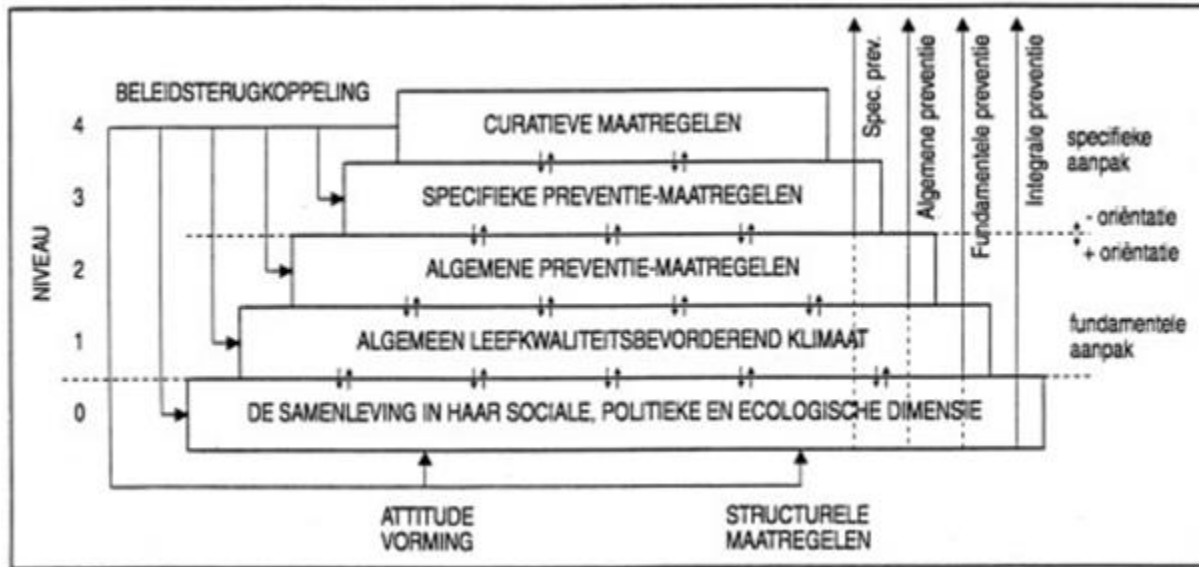 BELEIDSTERUGKOPPELING
NIVEAU
4
CURATIEVE MAATREGELEN
3
SPECIFIEKE PREVENTIE-MAATREGELEN
2
ALGEMENE PREVENTIE-MAATREGELEN
1
ALGEMEEN LEEFKWALITEITSBEVORDEREND KLIMAAT
0
DE SAMENLEVING IN HAAR SOCIALE, POLITIEKE EN ECOLOGISCHE DIMENSIE
ATTITUDE
VORMING
STRUCTURELE
MAATREGELEN
Spec. prev.
Algemene preventie
Fundamentele preventie
Integrale preventie
specifieke
aanpak
- oriëntatie
+ oriëntatie
fundamentele
aanpak